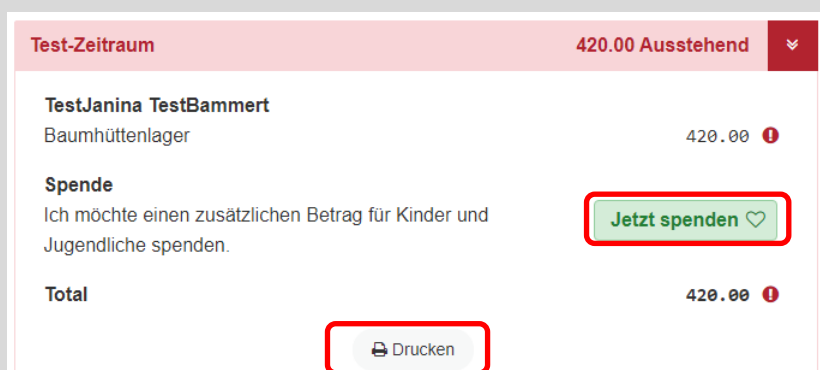 Test-Zeitraum 420.00 Ausstehend
TestJanina TestBammert
Baumhüttenlager 420.00
Spende
Ich möchte einen zusätzlichen Betrag für Kinder und
Jugendliche spenden.
Jetzt spenden
Total 420.00
Drucken